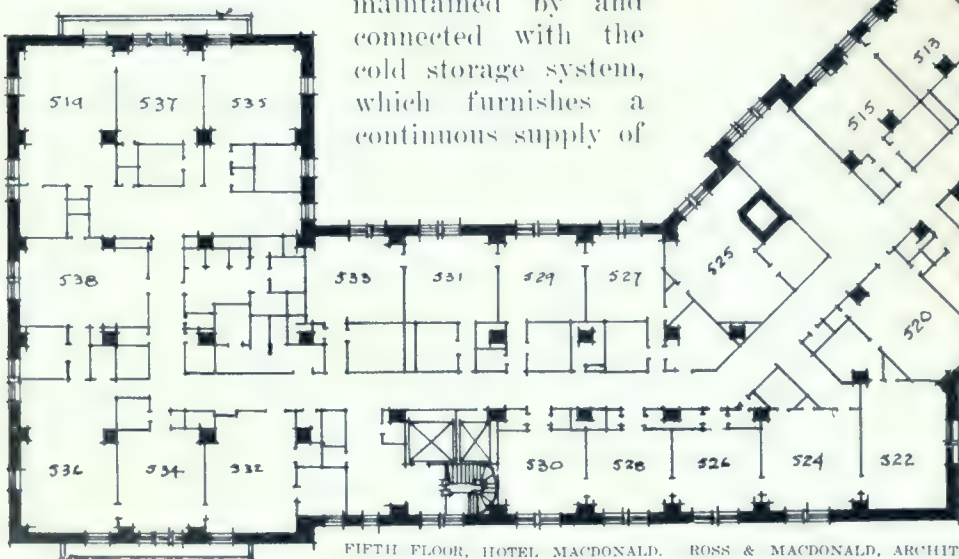 maintained by and
connected with the
cold storage system,
which furnishes a
continuous supply of
513
515
519 537 535
525
538 533 531 529 527
520
536 534 532 530 528 526 524 522
FIFTH FLOOR, HOTEL MACDONALD. ROSS & MACDONALD, ARCHIT